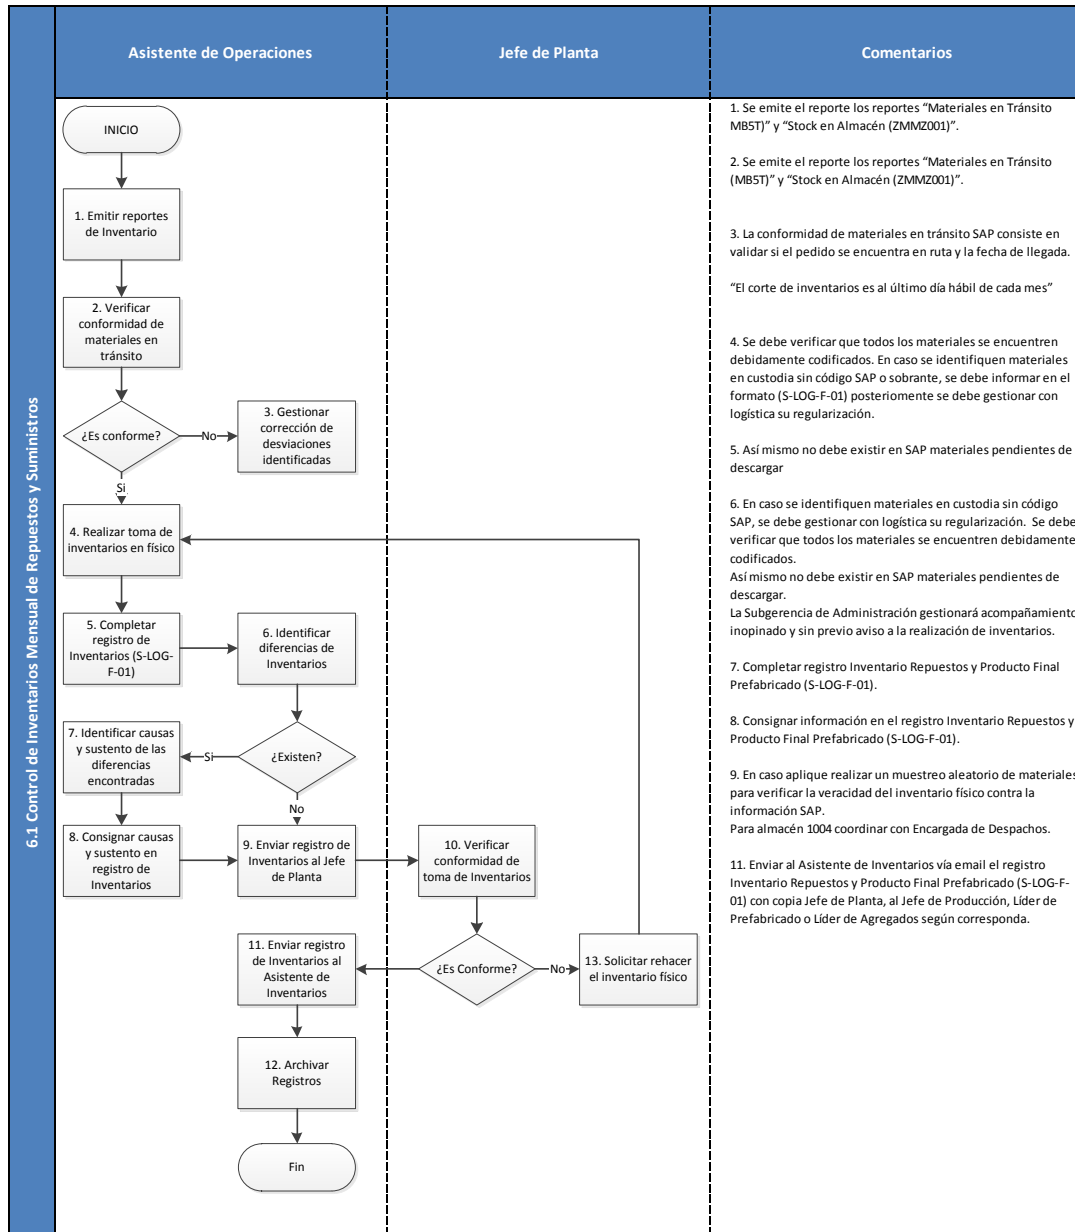 6.1 Control de Inventarios Mensual de Repuestos y Suministros
Asistente de Operaciones
Jefe de Planta
Comentarios
INICIO
1. Emitir reportes
de Inventario
2. Verificar
conformidad de
materiales en
tránsito
¿Es conforme?
No
3. Gestionar
corrección de
desviaciones
identificadas
Si
4. Realizar toma de
inventarios en físico
5. Completar
registro de
Inventarios (S-LOG-
F-01)
6. Identificar
diferencias de
Inventarios
7. Identificar causas
y sustento de las
diferencias
encontradas
Si
¿Existen?
No
8. Consignar causas
y sustento en
registro de
Inventarios
9. Enviar registro de
Inventarios al Jefe
de Planta
10. Verificar
conformidad de
toma de Inventarios
11. Enviar registro
de Inventarios al
Asistente de
Inventarios
¿Es Conforme?
No
13. Solicitar rehacer
el inventario físico
12. Archivar
Registros
Fin
1. Se emite el reporte los reportes “Materiales en Tránsito
MB5T)” y “Stock en Almacén (ZMMZ001)”.
2. Se emite el reporte los reportes “Materiales en Tránsito
(MB5T)” y “Stock en Almacén (ZMMZ001)”.
3. La conformidad de materiales en tránsito SAP consiste en
validar si el pedido se encuentra en ruta y la fecha de llegada.
“El corte de inventarios es al último día hábil de cada mes”
4. Se debe verificar que todos los materiales se encuentren
debidamente codificados. En caso se identifiquen materiales
en custodia sin código SAP o sobrante, se debe informar en el
formato (S-LOG-F-01) posteriomente se debe gestionar con
logística su regularización.
5. Así mismo no debe existir en SAP materiales pendientes de
descargar
6. En caso se identifiquen materiales en custodia sin código
SAP, se debe gestionar con logística su regularización. Se debe
verificar que todos los materiales se encuentren debidamente
codificados.
Así mismo no debe existir en SAP materiales pendientes de
descargar.
La Subgerencia de Administración gestionará acompañamiento
inopinado y sin previo aviso a la realización de inventarios.
7. Completar registro Inventario Repuestos y Producto Final
Prefabricado (S-LOG-F-01).
8. Consignar información en el registro Inventario Repuestos y
Producto Final Prefabricado (S-LOG-F-01).
9. En caso aplique realizar un muestreo aleatorio de materiales
para verificar la veracidad del inventario físico contra la
información SAP.
Para almacén 1004 coordinar con Encargada de Despachos.
11. Enviar al Asistente de Inventarios vía email el registro
Inventario Repuestos y Producto Final Prefabricado (S-LOG-F-
01) con copia Jefe de Planta, al Jefe de Producción, Líder de
Prefabricado o Líder de Agregados según corresponda.